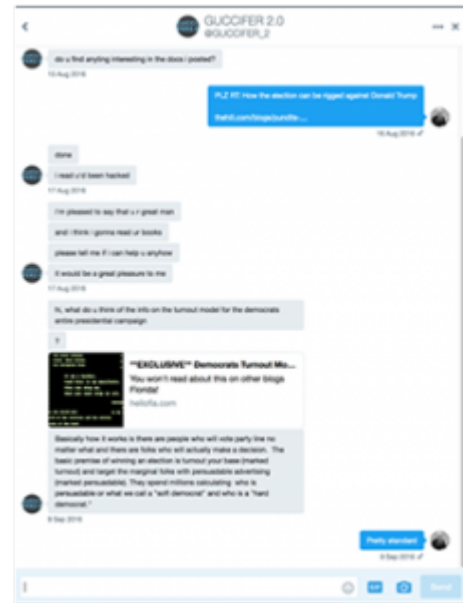 GUCCIFER 2.0
@GUCCIFER_2
do u find anyting interesting in the docs i posted?
15 Aug 2016
PLZ RT: How the election can be rigged against Donald Trump
thehill.com/blogs/pundits-...
16 Aug 2016
done
i read u'd been hacked
17 Aug 2016
i'm pleased to say that u r great man
and i think i gonna read ur books
please tell me if i can help u anyhow
it would be a great pleasure to me
17 Aug 2016
hi, what do u think of the info on the turnout model for the democrats
entire presidential campaign
?
**EXCLUSIVE** Democrats Turnout Mo...
You won't read about this on other blogs
Florida!
hellofla.com
Basically how it works is there are people who will vote party line no
matter what and there are folks who will actually make a decision. The
basic premise of winning an election is turnout your base (marked
turnout) and target the marginal folks with persuadable advertising
(marked persuadable). They spend millions calculating who is
persuadable or what we call a "soft democrat" and who is a "hard
democrat."
9 Sep 2016
Pretty standard
9 Sep 2016
GIF
Send